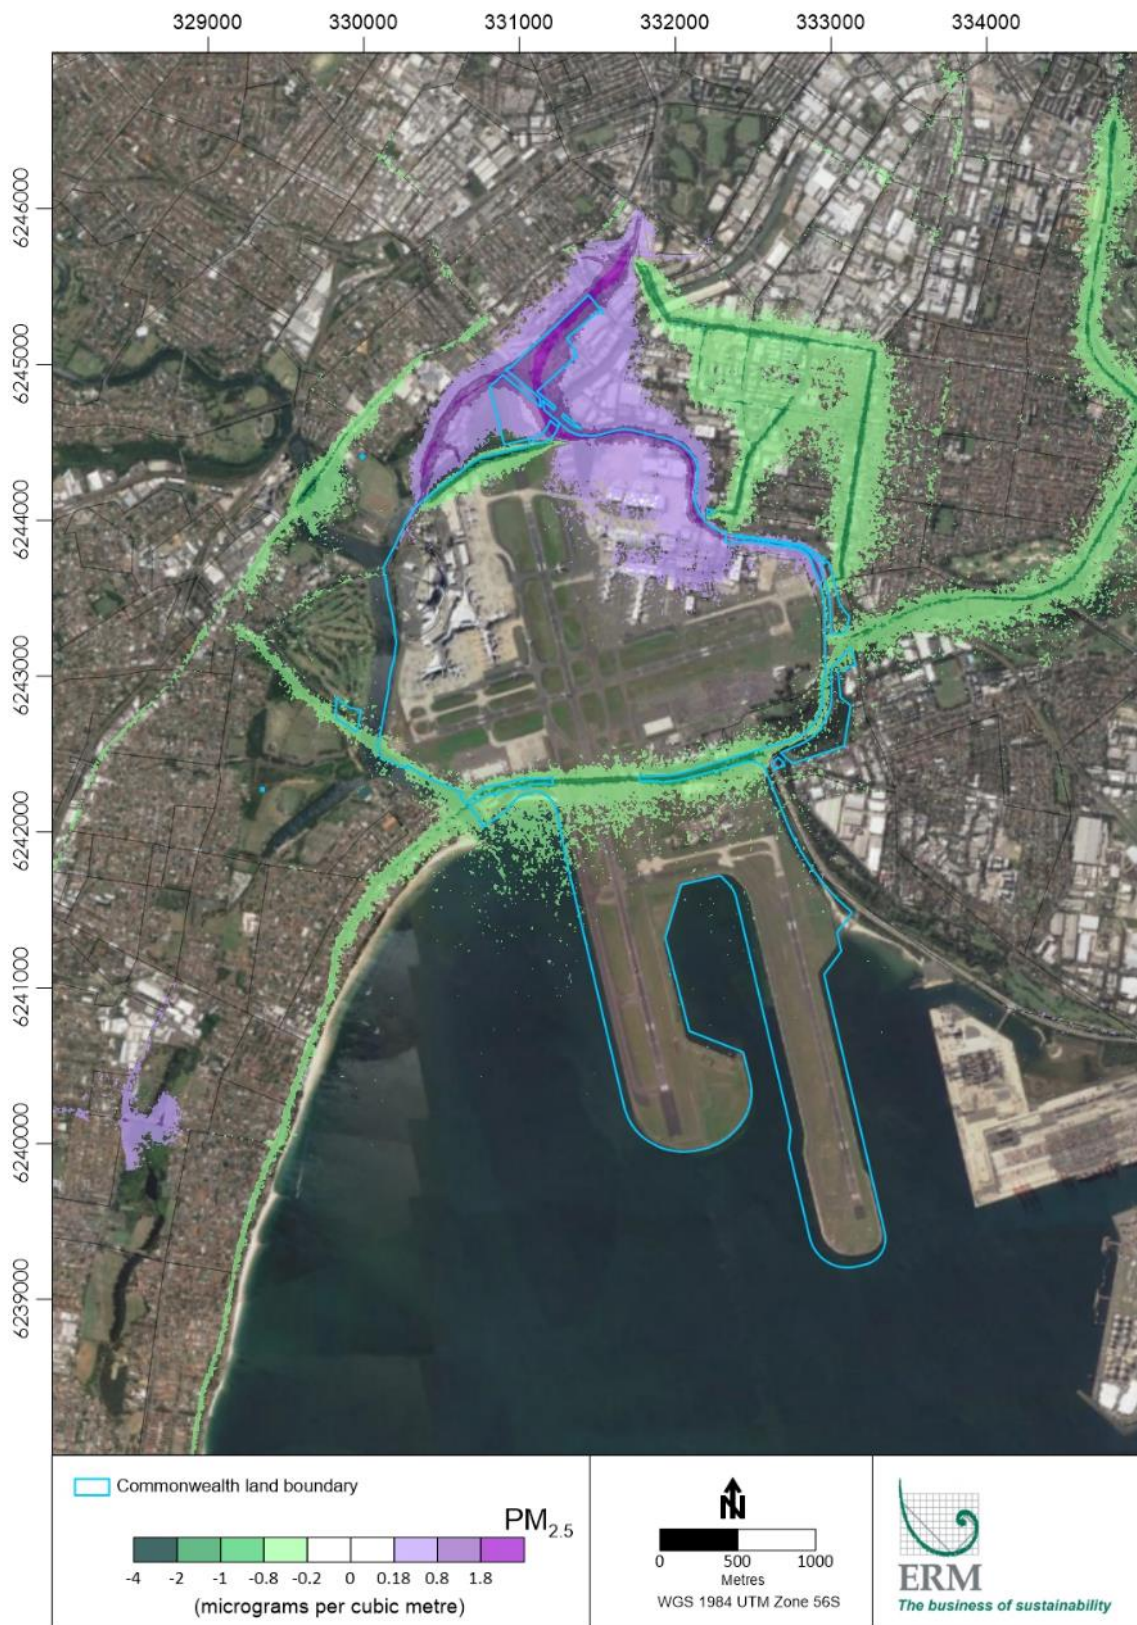 329000 330000 331000 332000 333000 334000
6246000
6245000
6244000
6243000
6242000
6241000
6240000
6239000
Commonwealth land boundary
PM2.5
-4 -2 -1 -0.8 -0.2 0 0.18 0.8 1.8
(micrograms per cubic metre)
N
0 500 1000
Metres
WGS 1984 UTM Zone 56S
ERM
The business of sustainability